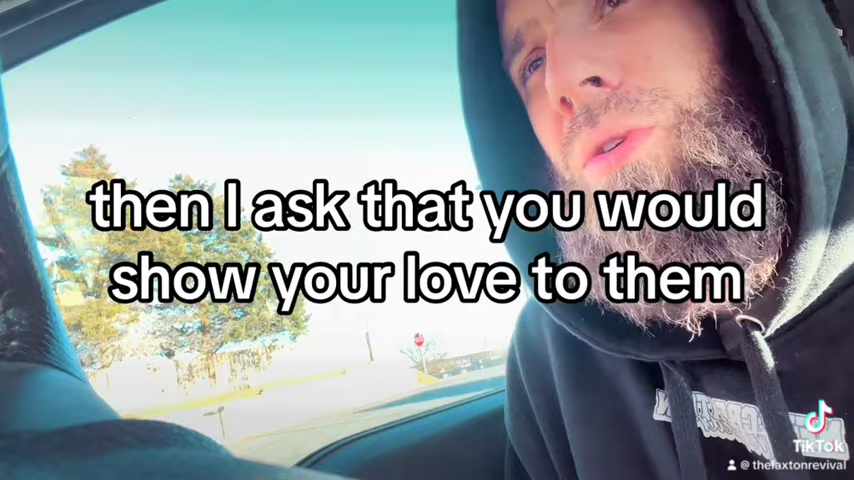 then I ask that you would
show your love to them
TikTok
@thelaxtonrevival